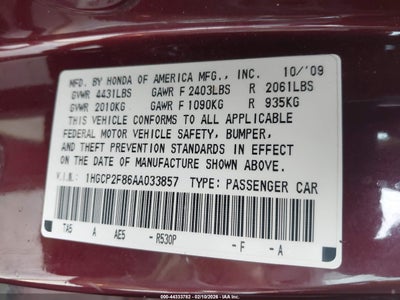 MFD. BY HONDA OF AMERICA MFG., INC. 10/'09
GVWR 4431LBS GAWR F 2403LBS R 2061LBS
GVWR 2010KG GAWR F 1090KG R 935KG
THIS VEHICLE CONFORMS TO ALL APPLICABLE
FEDERAL MOTOR VEHICLE SAFETY, BUMPER,
AND THEFT PREVENTION STANDARDS IN EFFECT
ON THE DATE OF MANUFACTURE SHOWN ABOVE.
V.I.N.: 1HGCP2F86AA033857 TYPE: PASSENGER CAR
TA5 A AE5 - R530P - F - A
000-44333782 - 02/10/2026 - IAA Inc.